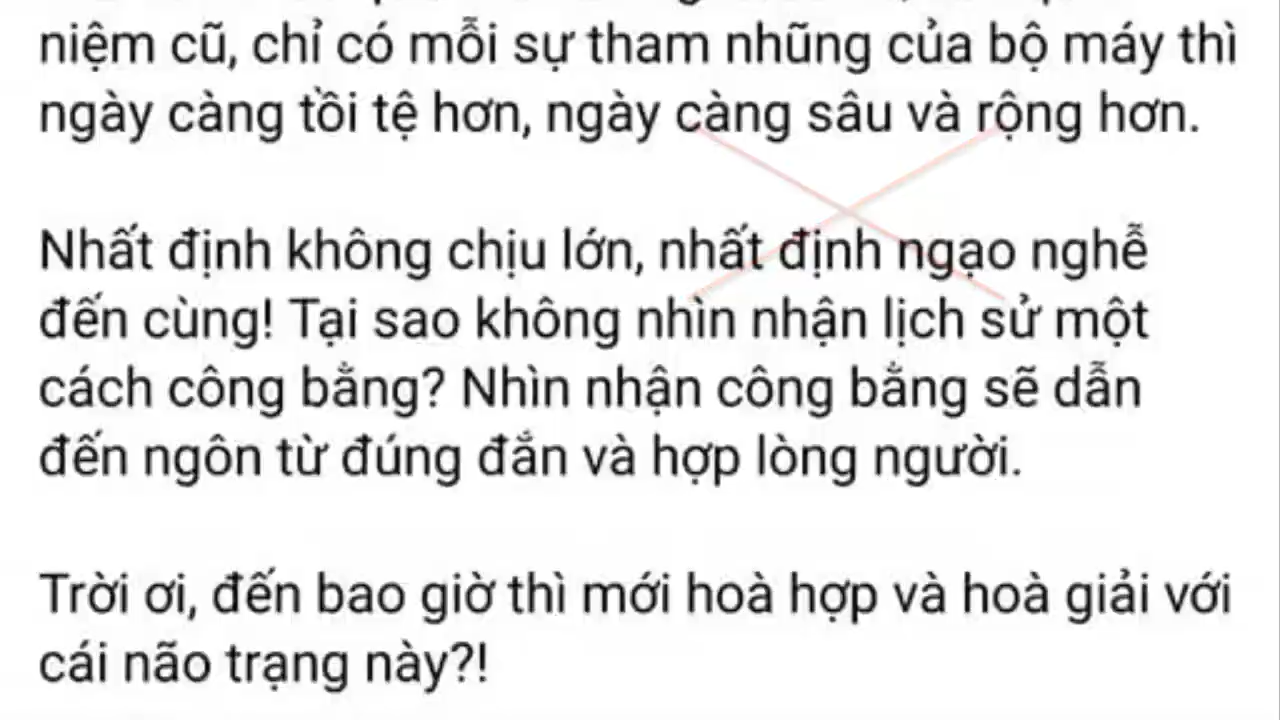 niệm cũ, chỉ có mỗi sự tham nhũng của bộ máy thì
ngày càng tồi tệ hơn, ngày càng sâu và rộng hơn.
Nhất định không chịu lớn, nhất định ngạo nghễ
đến cùng! Tại sao không nhìn nhận lịch sử một
cách công bằng? Nhìn nhận công bằng sẽ dẫn
đến ngôn từ đúng đắn và hợp lòng người.
Trời ơi, đến bao giờ thì mới hoà hợp và hoà giải với
cái não trạng này?!